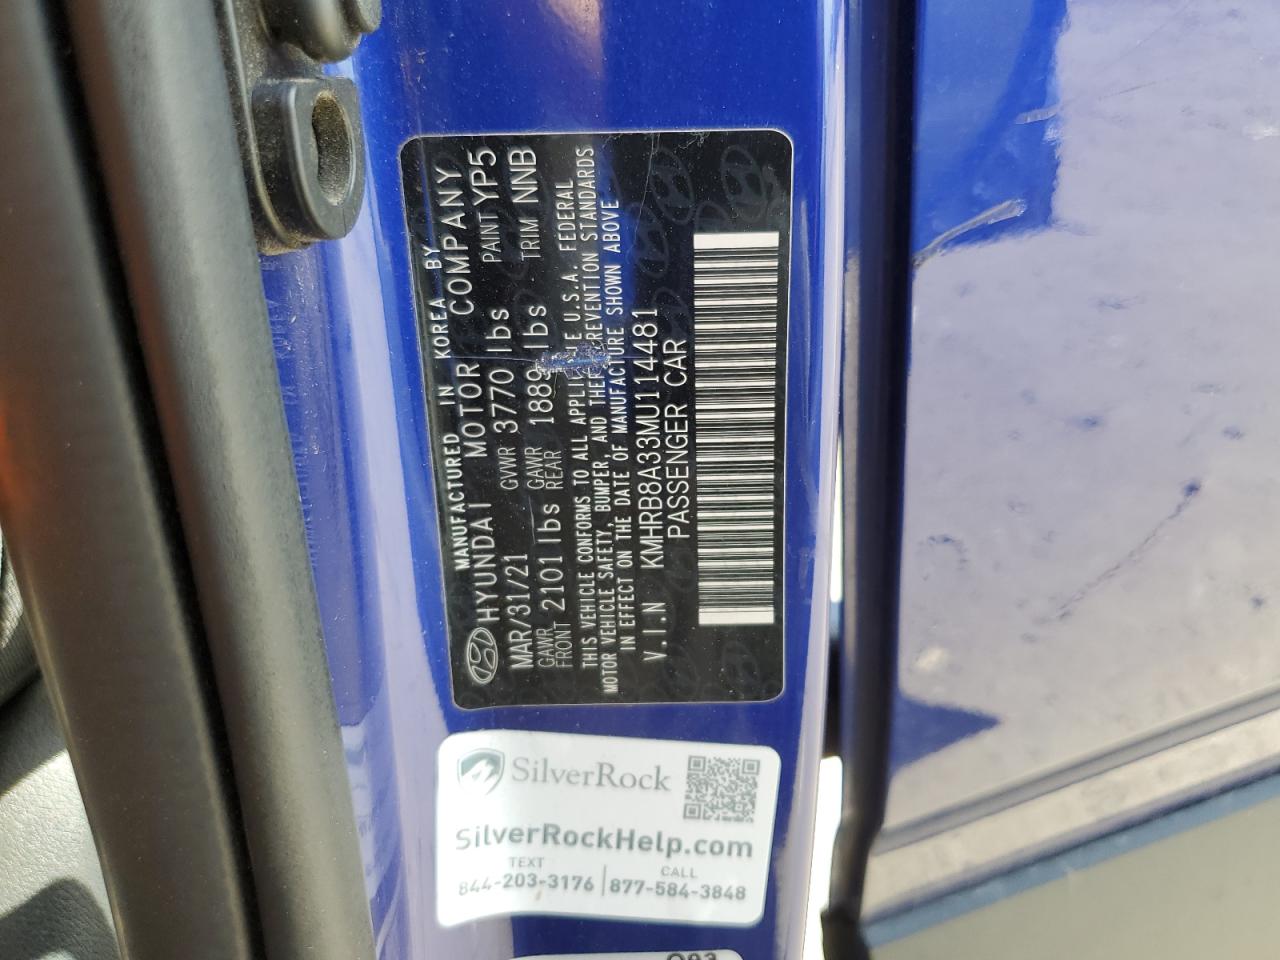 MANUFACTURED IN KOREA BY
HYUNDAI MOTOR COMPANY
MAR/31/21 GVWR 3770 lbs PAINT YP5
GAWR FRONT 2101 lbs GAWR REAR 1889 lbs TRIM NNB
THIS VEHICLE CONFORMS TO ALL U.S.A. FEDERAL
MOTOR VEHICLE SAFETY, BUMPER, AND STANDARDS
IN EFFECT ON THE DATE OF MANUFACTURE SHOWN ABOVE
V.I.N KMHRB8A33MU114481
PASSENGER CAR
SilverRock
SilverRockHelp.com
TEXT CALL
844-203-3176 877-584-3848